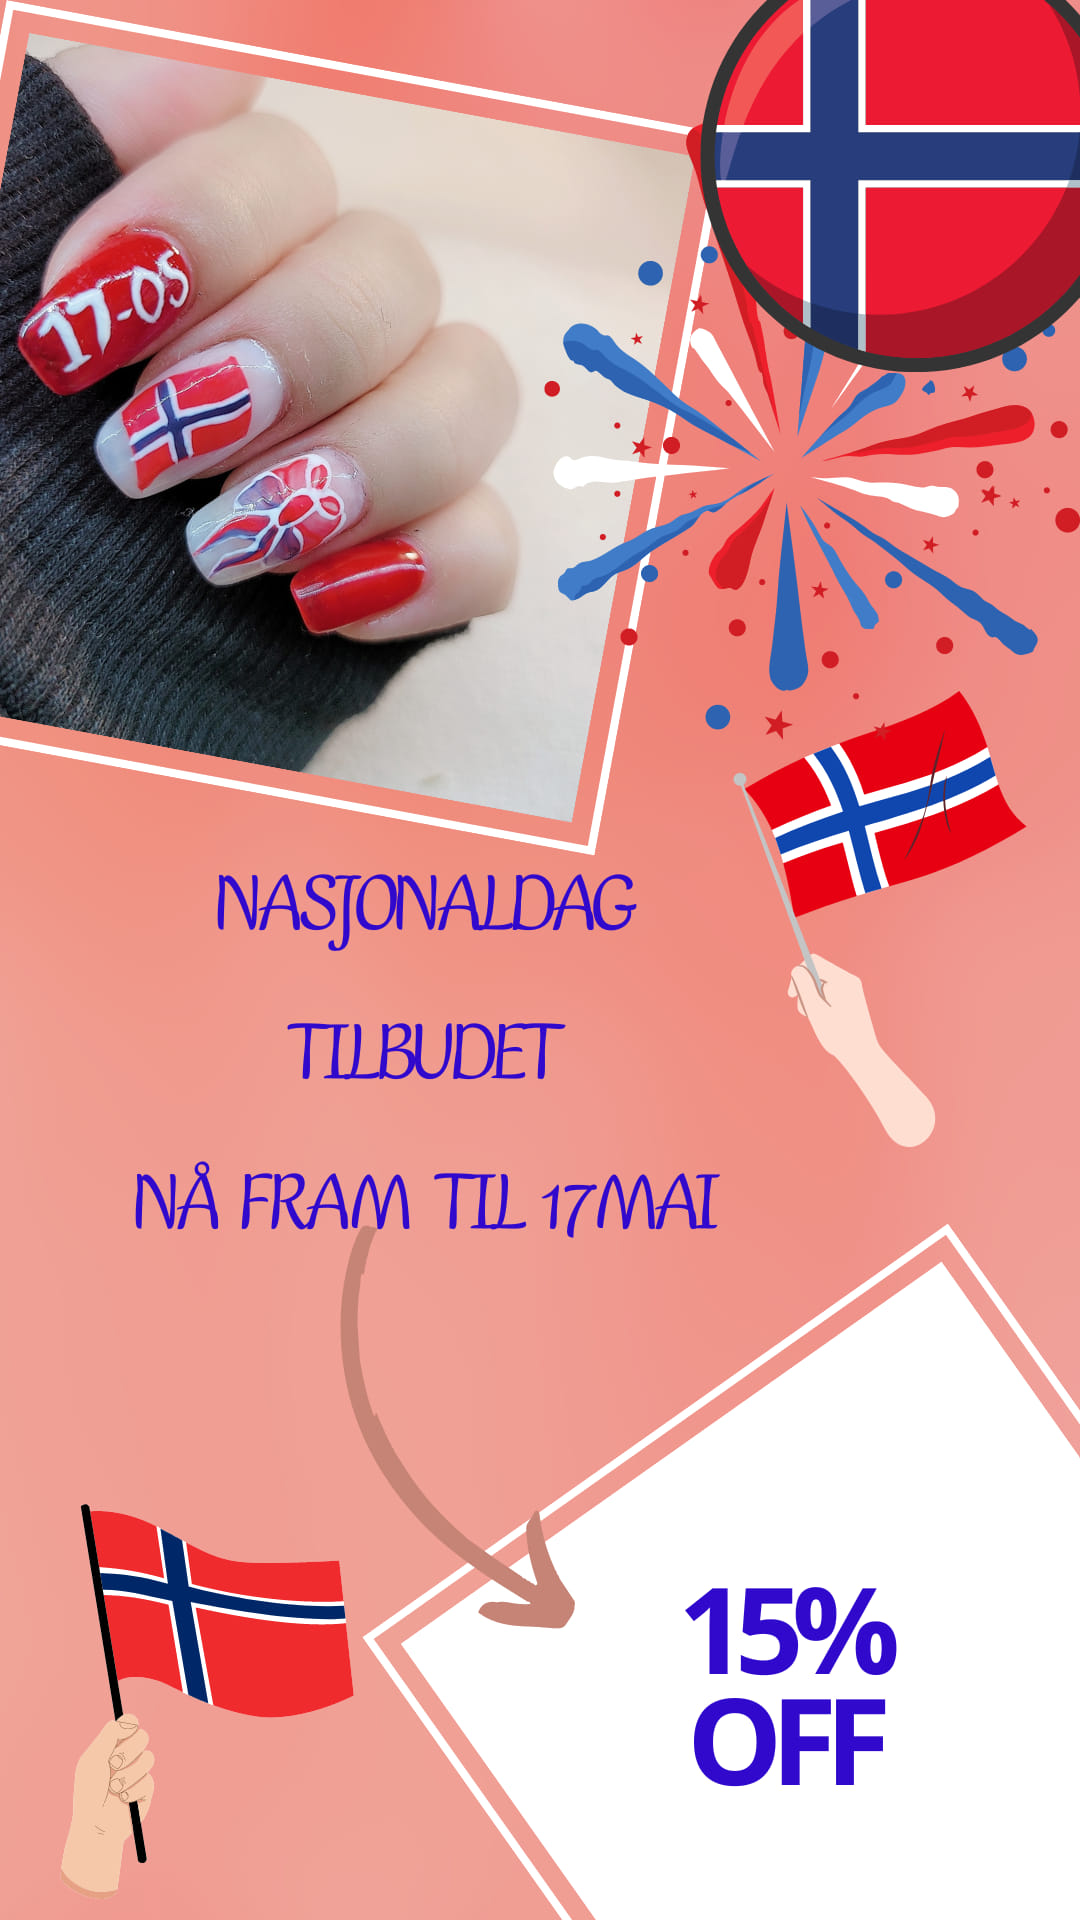 17-05
NASJONALDAG
TILBUDET
NÅ FRAM TIL 17MAI
15%
OFF